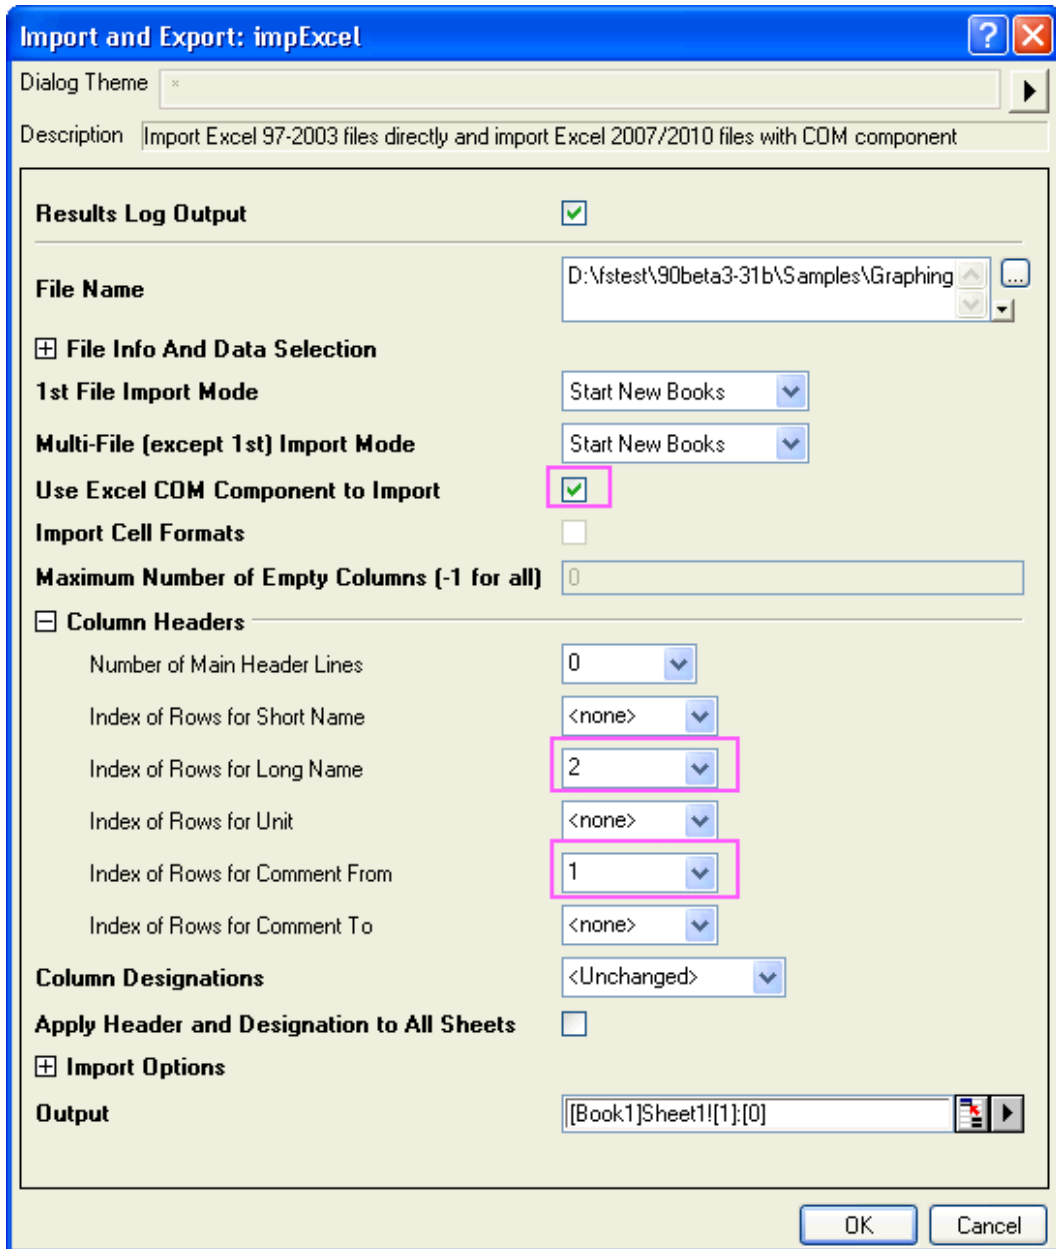 Import and Export: impExcel
Dialog Theme *
Description Import Excel 97-2003 files directly and import Excel 2007/2010 files with COM component
Results Log Output
File Name D:\fstest\90beta3-31b\Samples\Graphing ...
File Info And Data Selection
1st File Import Mode Start New Books
Multi-File (except 1st) Import Mode Start New Books
Use Excel COM Component to Import
Import Cell Formats
Maximum Number of Empty Columns (-1 for all) 0
Column Headers
Number of Main Header Lines 0
Index of Rows for Short Name <none>
Index of Rows for Long Name 2
Index of Rows for Unit <none>
Index of Rows for Comment From 1
Index of Rows for Comment To <none>
Column Designations <Unchanged>
Apply Header and Designation to All Sheets
Import Options
Output [Book1]Sheet1![1]:[0]
OK Cancel